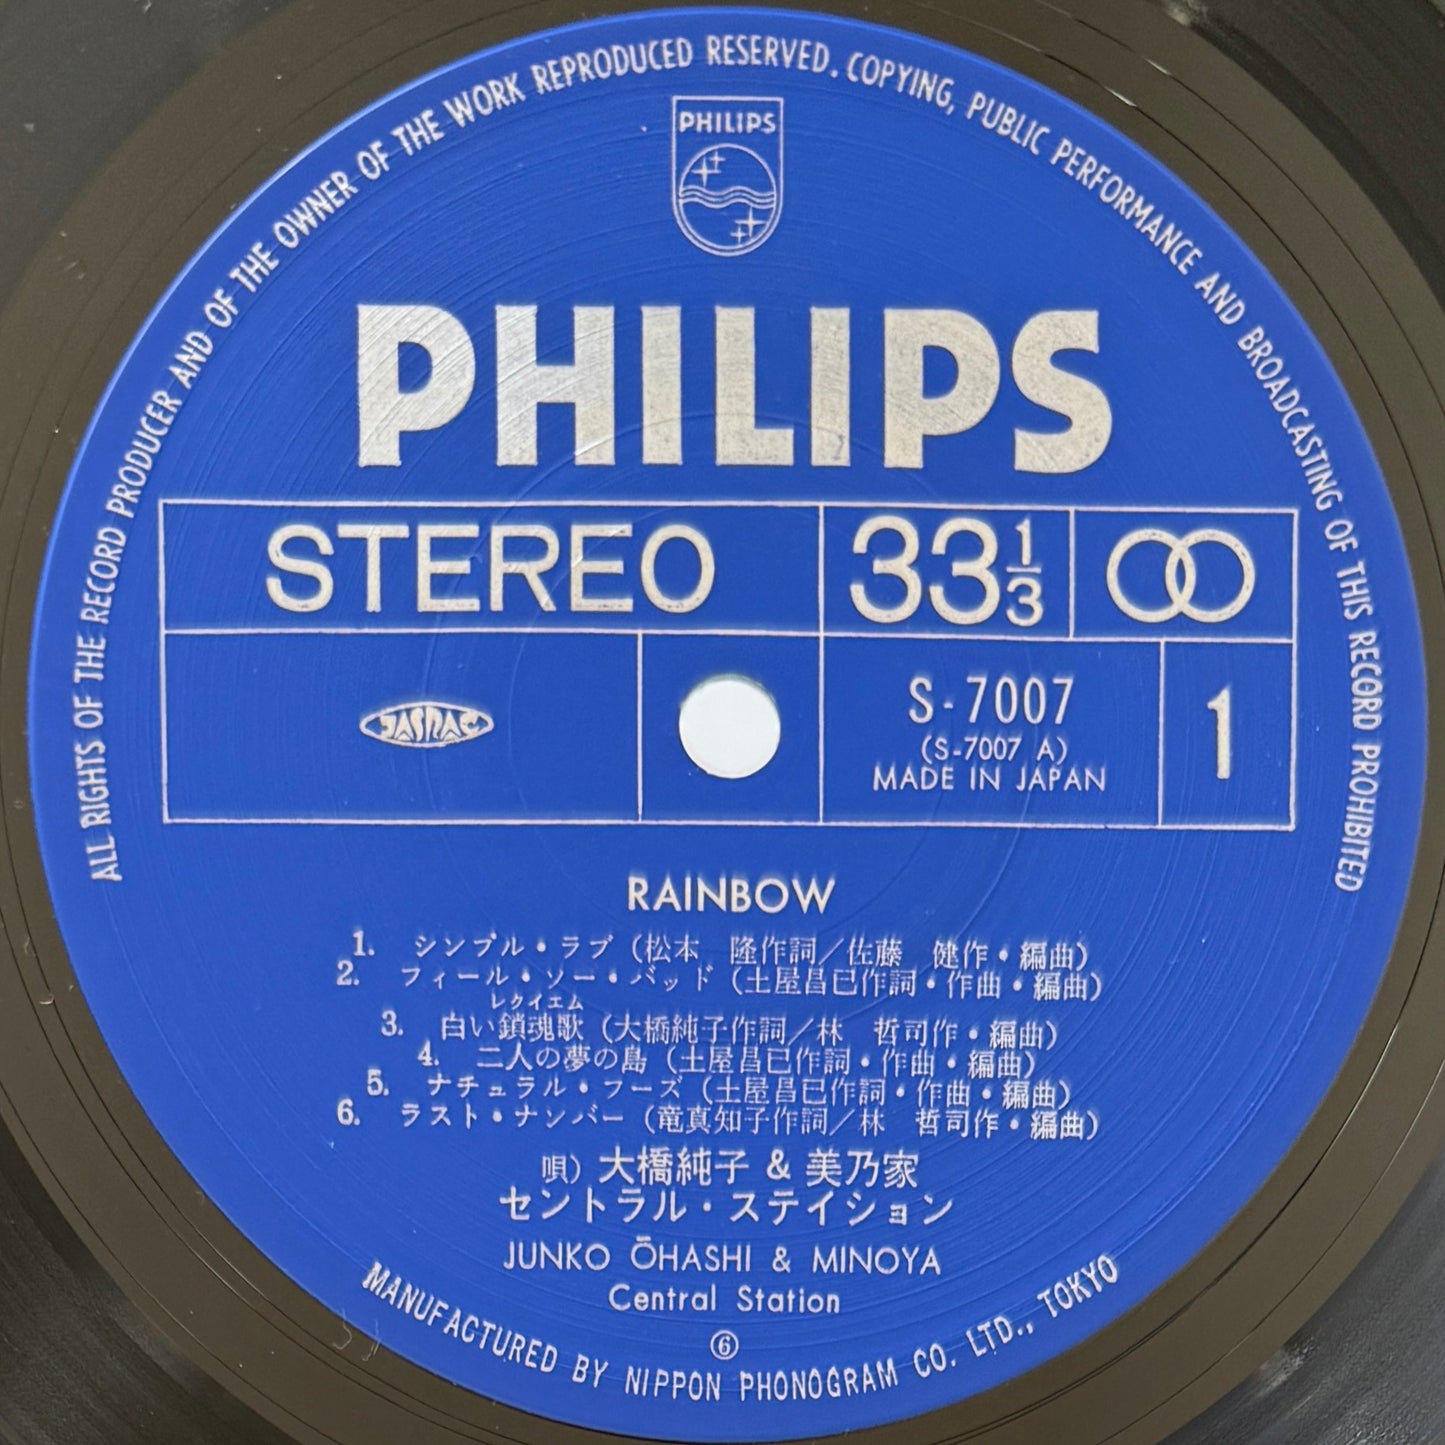 ALL RIGHTS OF THE RECORD PRODUCER AND OF THE OWNER OF THE WORK REPRODUCED RESERVED. COPYING, PUBLIC PERFORMANCE AND BROADCASTING OF THIS RECORD PROHIBITED
PHILIPS
PHILIPS
STEREO
33 1/3
JASRAC
S-7007
(S-7007 A)
MADE IN JAPAN
1
RAINBOW
1. シンプル・ラブ (松本 隆作詞/佐藤 健作・編曲)
2. フィール・ソー・バッド (土屋昌巳作詞・作曲・編曲)
レクイエム
3. 白い鎮魂歌 (大橋純子作詞/林 哲司作・編曲)
4. 二人の夢の島 (土屋昌巳作詞・作曲・編曲)
5. ナチュラル・フーズ (土屋昌巳作詞・作曲・編曲)
6. ラスト・ナンバー (竜真知子作詞/林 哲司作・編曲)
唄) 大橋純子 & 美乃家
セントラル・ステイション
JUNKO ŌHASHI & MINOYA
Central Station
⑥
MANUFACTURED BY NIPPON PHONOGRAM CO. LTD., TOKYO